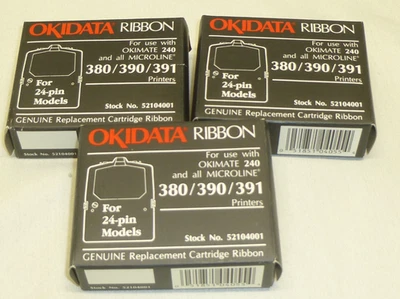 OKIDATA RIBBON
For use with
OKIMATE 240
and all MICROLINE®
380/390/391
Printers
For
24-pin
Models
Stock No. 52104001
GENUINE Replacement Cartridge Ribbon
OKIDATA RIBBON
For use with
OKIMATE 240
and all MICROLINE®
380/390/391
Printers
For
24-pin
Models
Stock No. 52104001
GENUINE Replacement Cartridge Ribbon
OKIDATA RIBBON
For use with
OKIMATE 240
and all MICROLINE®
380/390/391
Printers
For
24-pin
Models
Stock No. 52104001
GENUINE Replacement Cartridge Ribbon